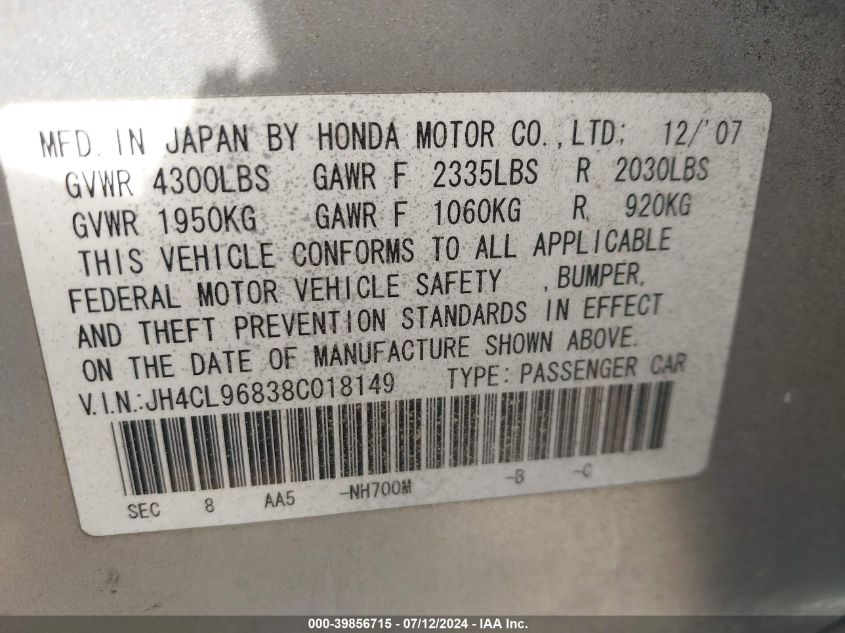 MFD. IN JAPAN BY HONDA MOTOR CO., LTD; 12/'07
GVWR 4300LBS GAWR F 2335LBS R 2030LBS
GVWR 1950KG GAWR F 1060KG R 920KG
THIS VEHICLE CONFORMS TO ALL APPLICABLE
FEDERAL MOTOR VEHICLE SAFETY , BUMPER,
AND THEFT PREVENTION STANDARDS IN EFFECT
ON THE DATE OF MANUFACTURE SHOWN ABOVE.
V.I.N.:JH4CL96838C018149 TYPE: PASSENGER CAR
SEC 8 AA5 -NH700M -B -C
000-39856715 - 07/12/2024 - IAA Inc.